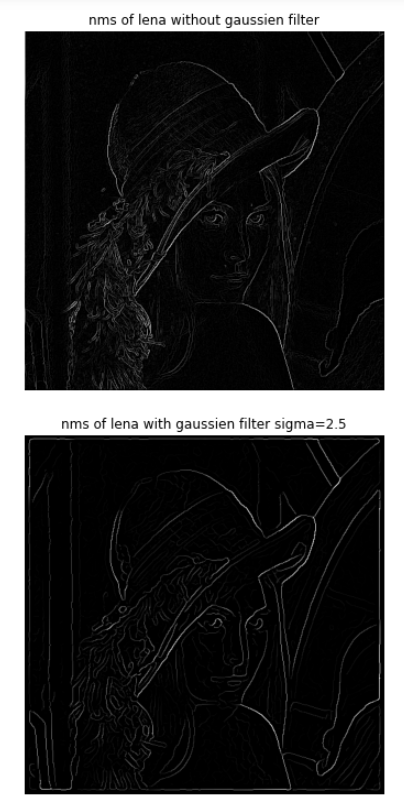 nms of lena without gaussien filter
nms of lena with gaussien filter sigma=2.5